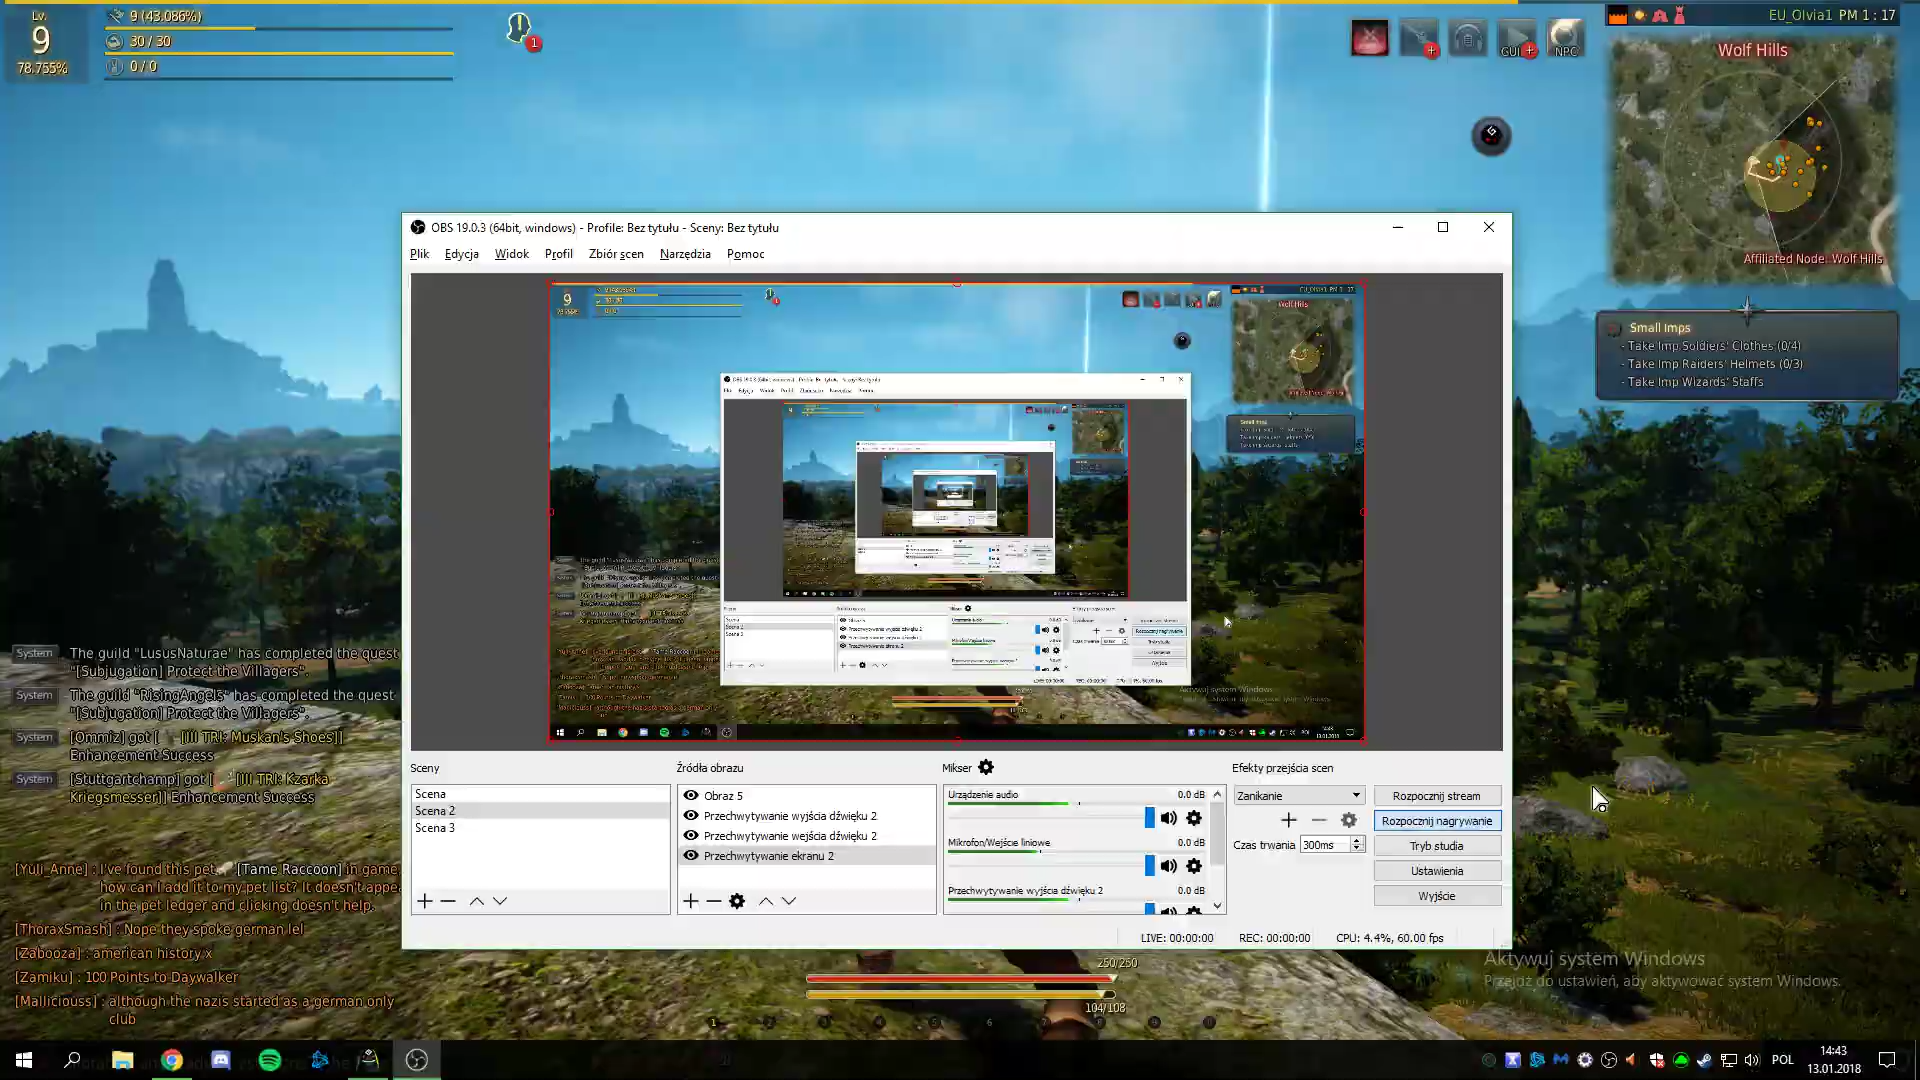 Lv.
9
78.755%
9 (43.086%)
30 / 30
0 / 0
1
GUI
NPC
EU_Olvia1 PM 1 : 17
Wolf Hills
Affiliated Node: Wolf Hills
Small Imps
- Take Imp Soldiers' Clothes (0/4)
- Take Imp Raiders' Helmets (0/3)
- Take Imp Wizards' Staffs
OBS 19.0.3 (64bit, windows) - Profile: Bez tytułu - Sceny: Bez tytułu
Plik Edycja Widok Profil Zbiór scen Narzędzia Pomoc
Sceny
Scena
Scena 2
Scena 3
Źródła obrazu
Obraz 5
Przechwytywanie wyjścia dźwięku 2
Przechwytywanie wejścia dźwięku 2
Przechwytywanie ekranu 2
Mikser
Urządzenie audio 0.0 dB
Mikrofon/Wejście liniowe 0.0 dB
Przechwytywanie wyjścia dźwięku 2 0.0 dB
Efekty przejścia scen
Zanikanie
Czas trwania 300ms
Rozpocznij stream
Rozpocznij nagrywanie
Tryb studia
Ustawienia
Wyjście
LIVE: 00:00:00 REC: 00:00:00 CPU: 4.4%, 60.00 fps
System The guild "LususNaturae" has completed the quest
"[Subjugation] Protect the Villagers".
System The guild "RisingAngels" has completed the quest
"[Subjugation] Protect the Villagers".
System [Ommiz] got [ [III TRI: Muskan's Shoes]]
Enhancement Success
System [Stuttgartchamp] got [ [III TRI: Kzarka
Kriegsmesser]] Enhancement Success
[Yuli_Anne] : I've found this pet [Tame Raccoon] in game,
how can I add it to my pet list? It doesn't appe
in the pet ledger and clicking doesn't help.
[ThoraxSmash] : Nope they spoke german lel
[Zabooza] : american history x
[Zamiku] : 100 Points to Daywalker
[Malliciouss] : although the nazis started as a german only
club
250/250
104/108
1 2 3 4 5 6 7 8 9 0
Aktywuj system Windows
Przejdź do ustawień, aby aktywować system Windows.
POL
14:43
13.01.2018